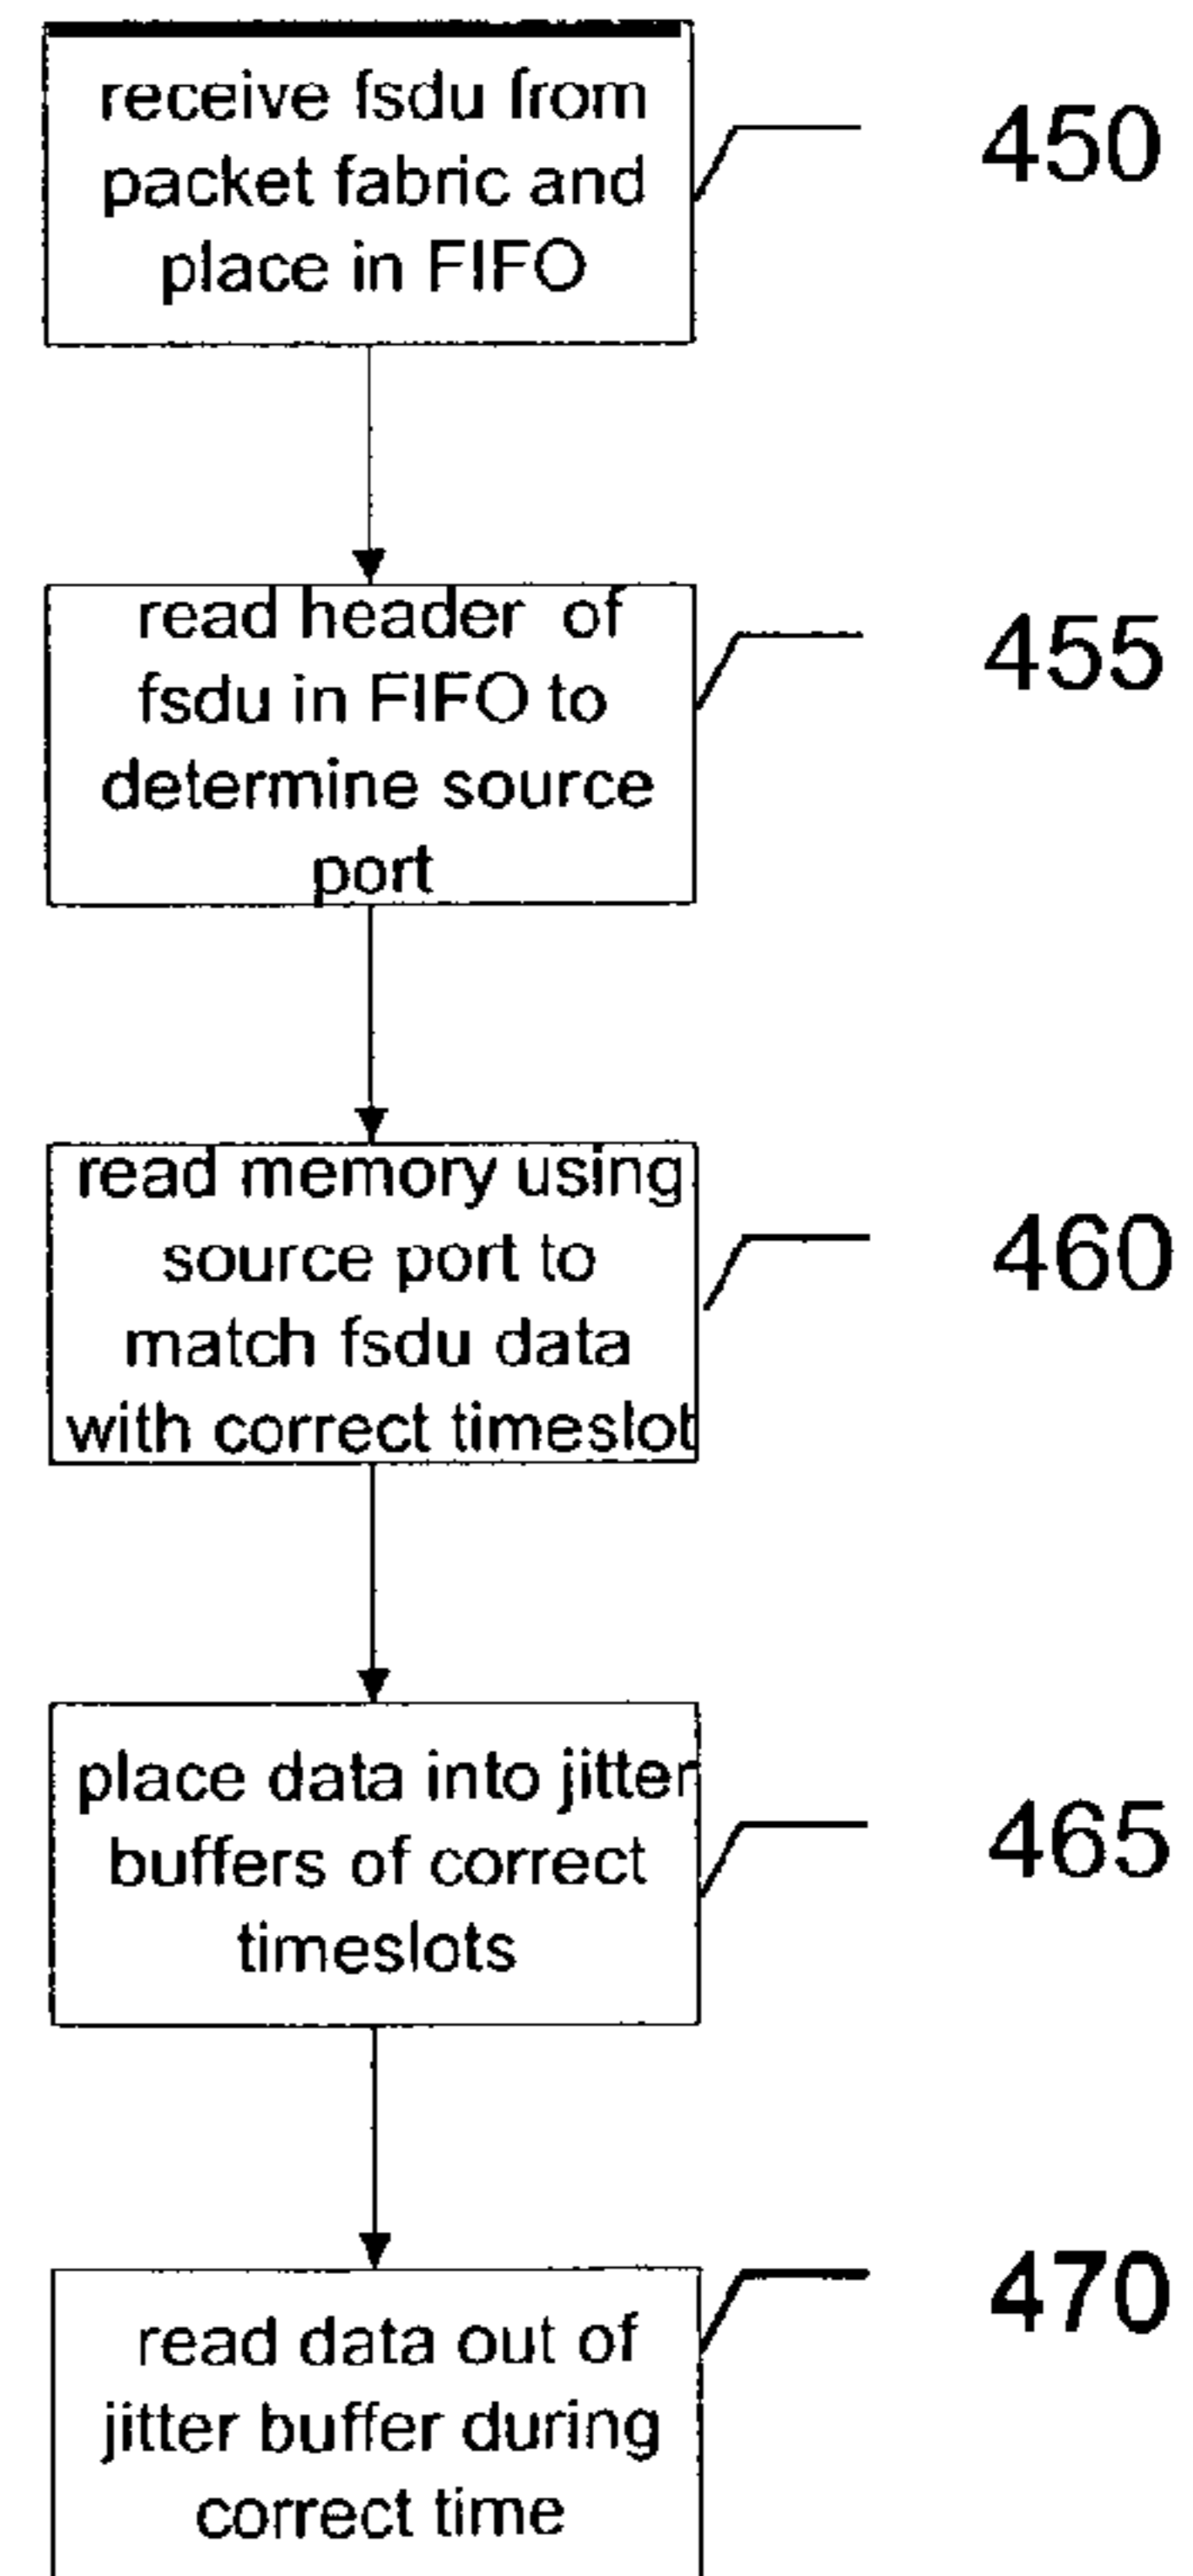 receive fsdu from
packet fabric and
place in FIFO
450
read header of
fsdu in FIFO to
determine source
port
455
read memory using
source port to
match fsdu data
with correct timeslot
460
place data into jitter
buffers of correct
timeslots
465
read data out of
jitter buffer during
correct time
470